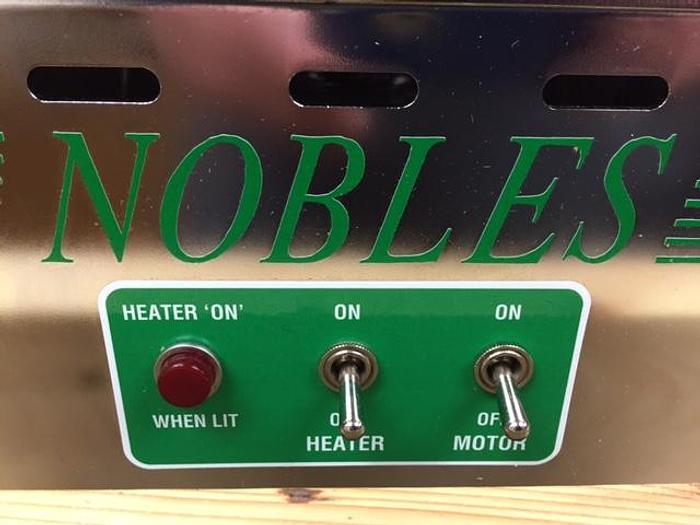 NOBLES
HEATER 'ON' ON ON
WHEN LIT
HEATER MOTOR